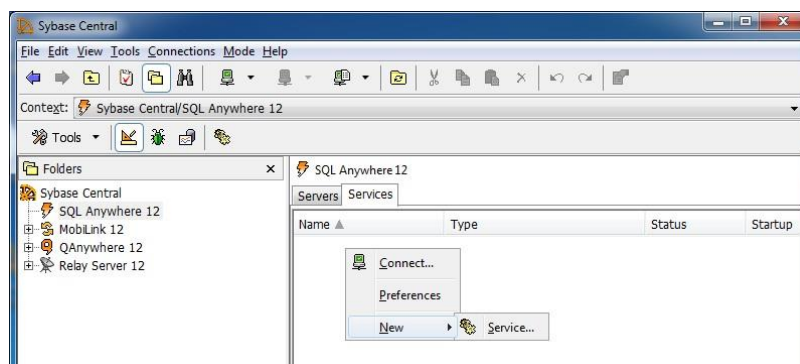 Sybase Central
File Edit View Tools Connections Mode Help
Context: Sybase Central/SQL Anywhere 12
Tools
Folders
Sybase Central
SQL Anywhere 12
MobiLink 12
QAnywhere 12
Relay Server 12
SQL Anywhere 12
Servers Services
Name Type Status Startup
Connect...
Preferences
New Service...